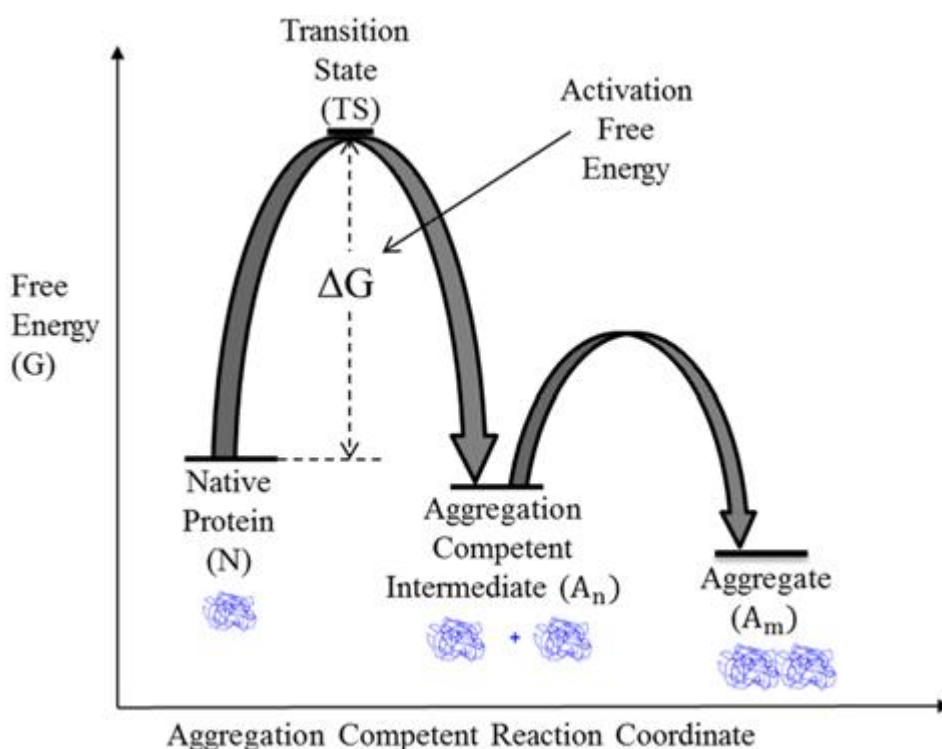 Transition
State
(TS)
Activation
Free
Energy
ΔG
Free
Energy
(G)
Native
Protein
(N)
Aggregation
Competent
Intermediate (Aₙ)
+
Aggregate
(Aₘ)
Aggregation Competent Reaction Coordinate